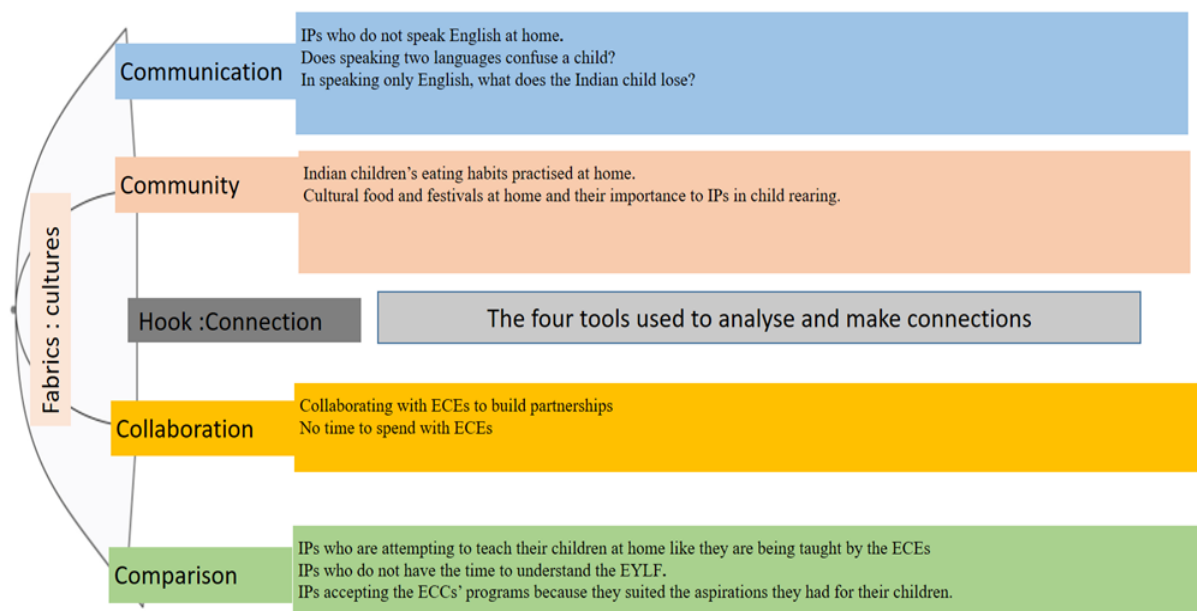 Fabrics : cultures
Communication
IPs who do not speak English at home.
Does speaking two languages confuse a child?
In speaking only English, what does the Indian child lose?
Community
Indian children’s eating habits practised at home.
Cultural food and festivals at home and their importance to IPs in child rearing.
Hook :Connection
The four tools used to analyse and make connections
Collaboration
Collaborating with ECEs to build partnerships
No time to spend with ECEs
Comparison
IPs who are attempting to teach their children at home like they are being taught by the ECEs
IPs who do not have the time to understand the EYLF.
IPs accepting the ECCs’ programs because they suited the aspirations they had for their children.